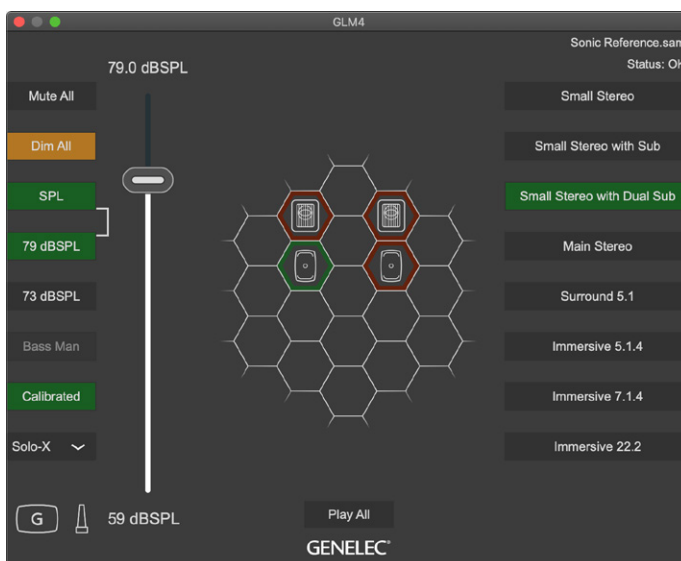 GLM4
Sonic Reference.sam
Status: OK
79.0 dBSPL
Mute All
Dim All
SPL
79 dBSPL
73 dBSPL
Bass Man
Calibrated
Solo-X
G
59 dBSPL
Small Stereo
Small Stereo with Sub
Small Stereo with Dual Sub
Main Stereo
Surround 5.1
Immersive 5.1.4
Immersive 7.1.4
Immersive 22.2
Play All
GENELEC®